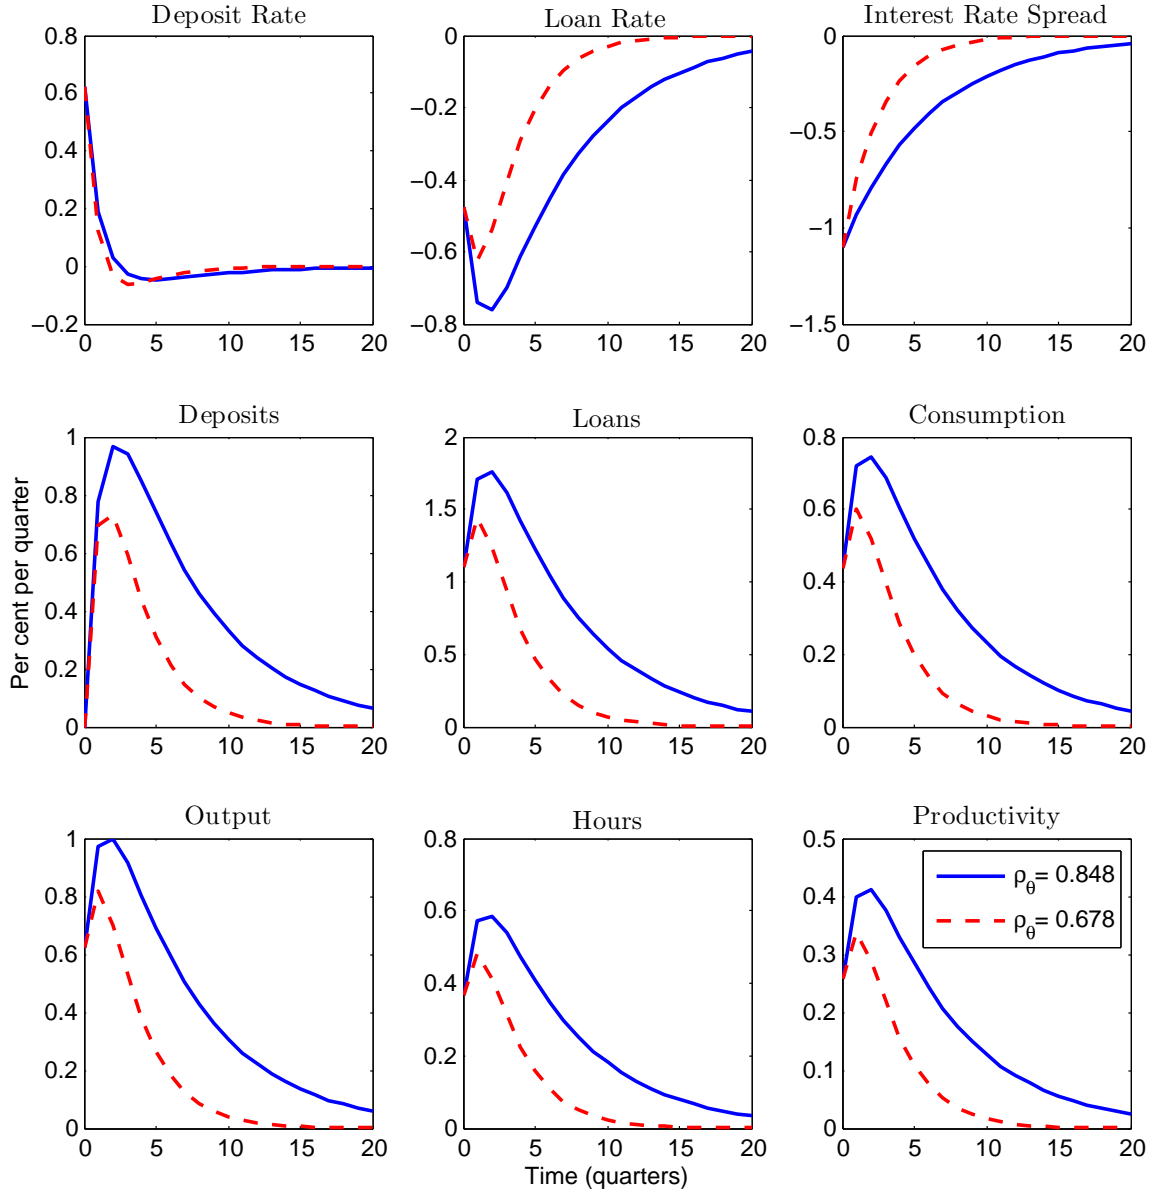 Deposit Rate
Loan Rate
Interest Rate Spread
0.8
0.6
0.4
0.2
0
−0.2
0 5 10 15 20
0
−0.2
−0.4
−0.6
−0.8
0 5 10 15 20
0
−0.5
−1
−1.5
0 5 10 15 20
Deposits
Loans
Consumption
Per cent per quarter
1
0.8
0.6
0.4
0.2
0
0 5 10 15 20
2
1.5
1
0.5
0
0 5 10 15 20
0.8
0.6
0.4
0.2
0
0 5 10 15 20
Output
Hours
Productivity
1
0.8
0.6
0.4
0.2
0
0 5 10 15 20
0.8
0.6
0.4
0.2
0
0 5 10 15 20
0.5
0.4
0.3
0.2
0.1
0
0 5 10 15 20
ρθ= 0.848
ρθ= 0.678
Time (quarters)